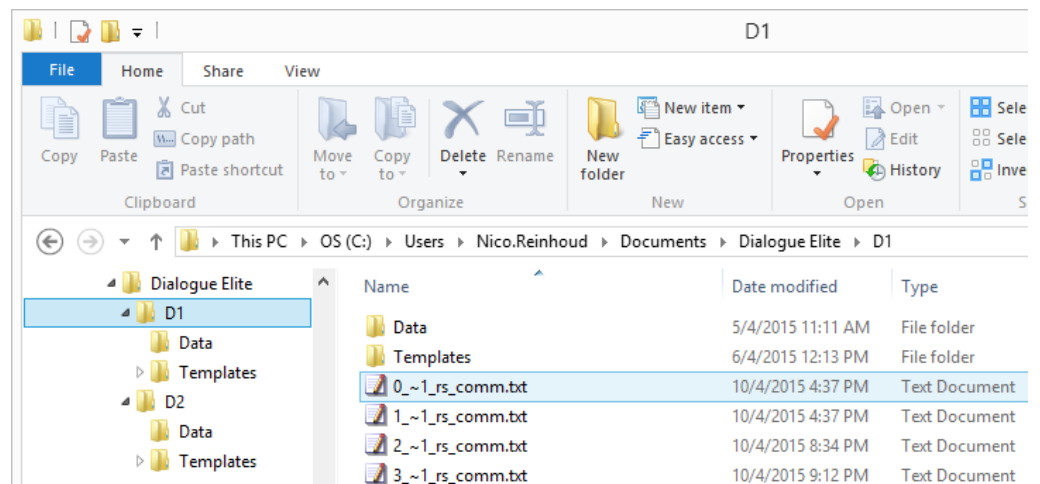 D1
File Home Share View
Copy
Paste
Cut
Copy path
Paste shortcut
Clipboard
Move to
Copy to
Delete
Rename
Organize
New folder
New item
Easy access
New
Properties
Open
Edit
History
Open
Sele
Sele
Inve
S
This PC OS (C:) Users Nico.Reinhoud Documents Dialogue Elite D1
Dialogue Elite
D1
Data
Templates
D2
Data
Templates
Name Date modified Type
Data 5/4/2015 11:11 AM File folder
Templates 6/4/2015 12:13 PM File folder
0_~1_rs_comm.txt 10/4/2015 4:37 PM Text Document
1_~1_rs_comm.txt 10/4/2015 4:37 PM Text Document
2_~1_rs_comm.txt 10/4/2015 8:34 PM Text Document
3_~1_rs_comm.txt 10/4/2015 9:12 PM Text Document